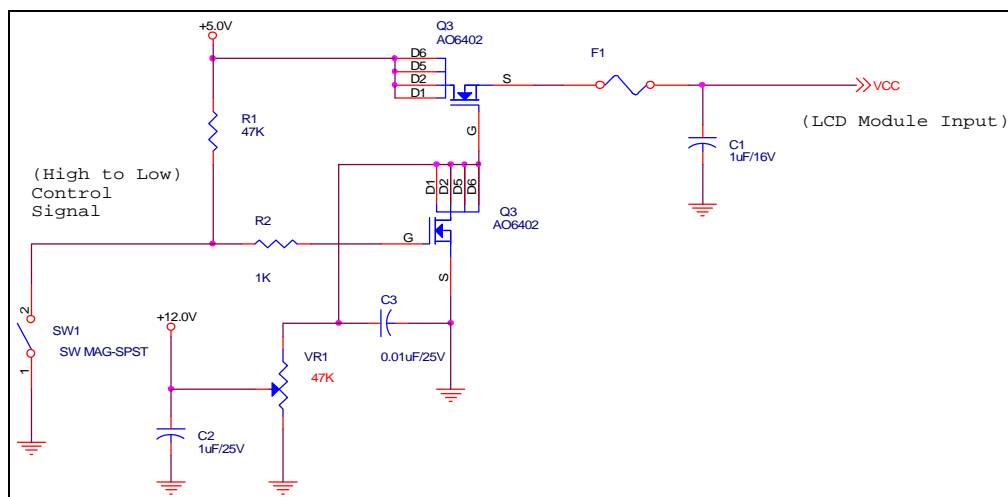 +5.0V
Q3
AO6402
D6
D5
D2
D1
S
G
F1
VCC
(LCD Module Input)
R1
47K
C1
1uF/16V
(High to Low)
Control
Signal
D1
D2
D5
D6
Q3
AO6402
R2
1K
G
S
2
1
SW1
SW MAG-SPST
+12.0V
C3
0.01uF/25V
VR1
47K
C2
1uF/25V